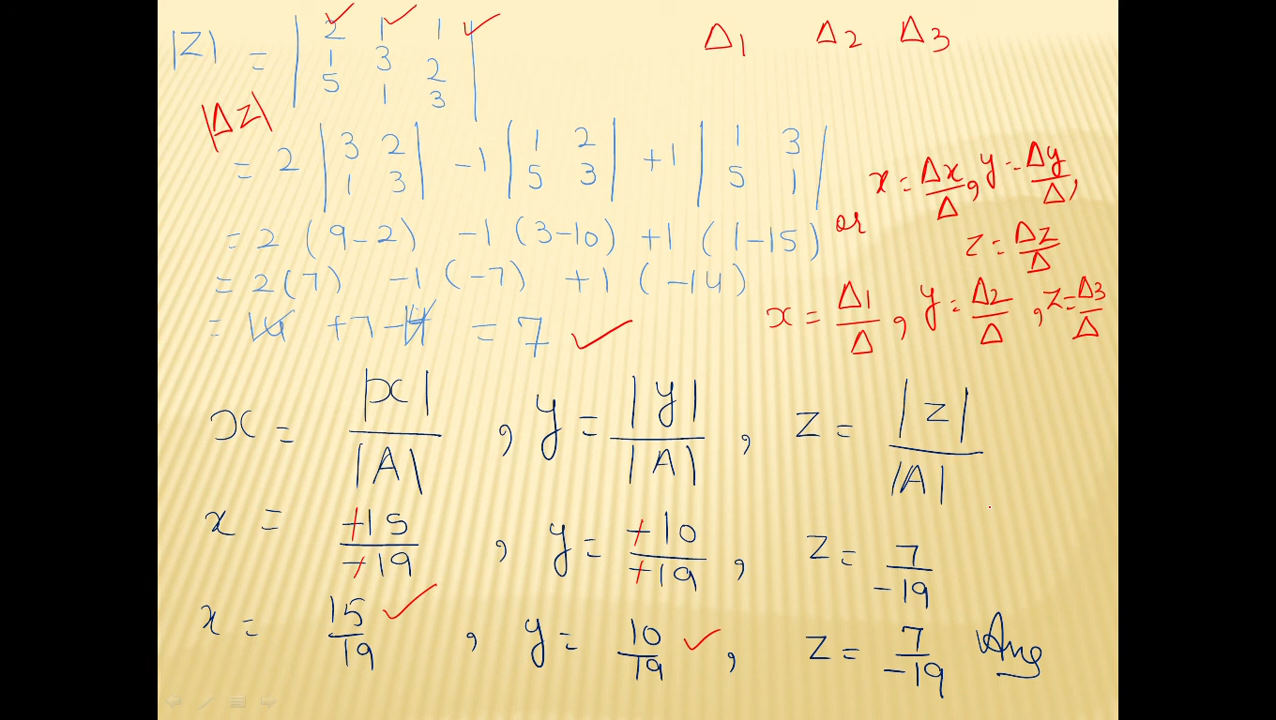 |Z| = | 2 1 1 |
| 1 3 2 |
| 5 1 3 |
Δ1 Δ2 Δ3
|ΔZ|
= 2 | 3 2 | -1 | 1 2 | +1 | 1 3 |
| 1 3 | | 5 3 | | 5 1 |
= 2 (9-2) -1 (3-10) +1 (1-15)
= 2(7) -1 (-7) +1 (-14)
= 14 +7 -14 = 7
x = Δx/Δ, y = Δy/Δ,
or
z = Δz/Δ
x = Δ1/Δ, y = Δ2/Δ, z = Δ3/Δ
x = |x|/|A|, y = |y|/|A|, z = |z|/|A|
x = -15/-19, y = -10/-19, z = 7/-19
x = 15/19, y = 10/19, z = 7/-19 Ans